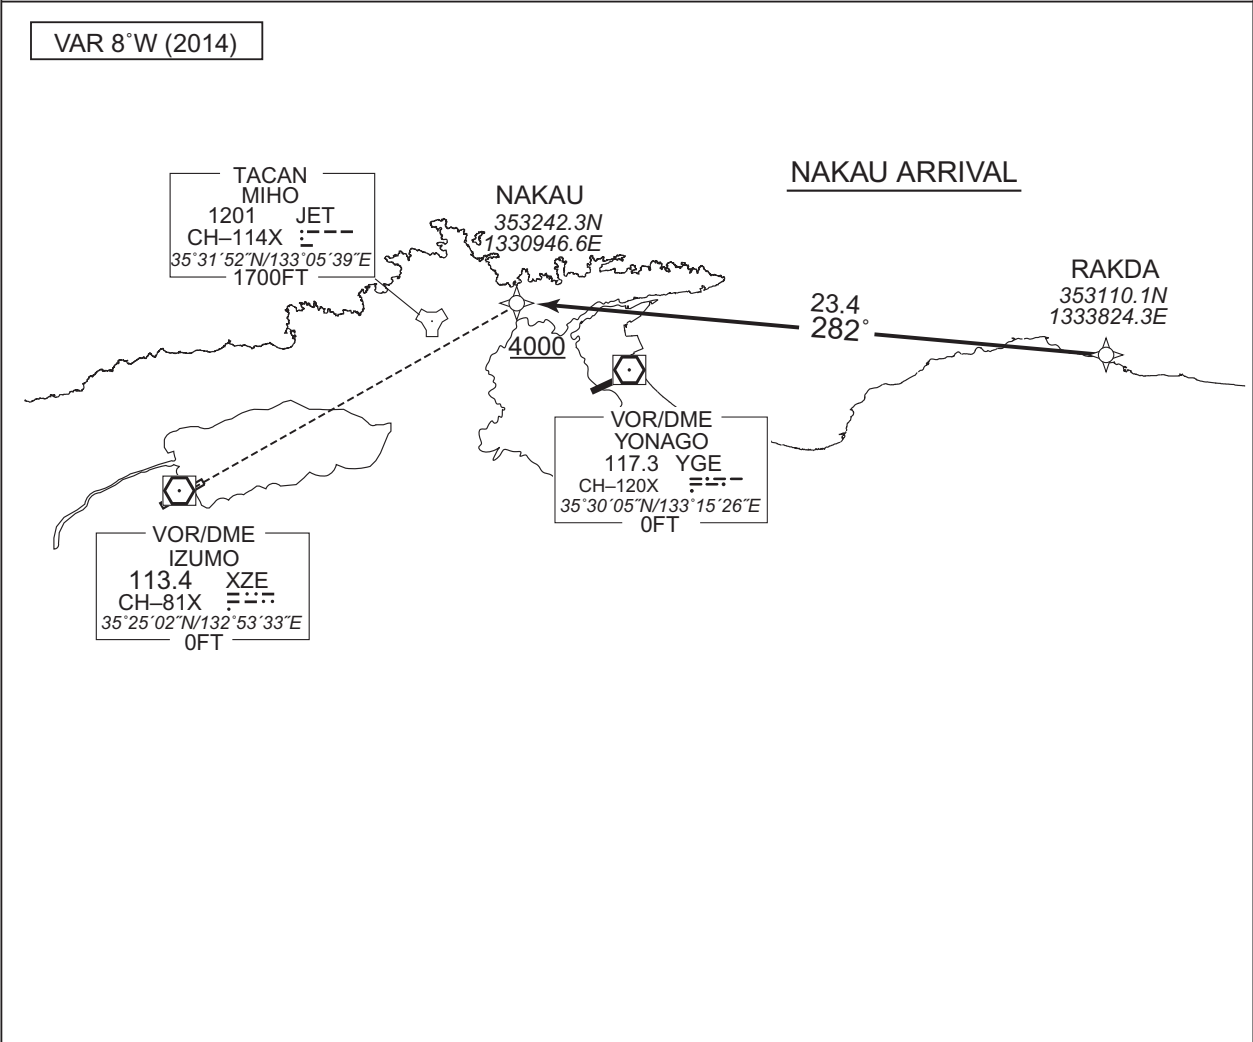 VAR 8˚W (2014)
NAKAU ARRIVAL
TACAN
MIHO
1201 JET
CH–114X
35˚31´52˝N/133˚05´39˝E
1700FT
NAKAU
353242.3N
1330946.6E
4000
RAKDA
353110.1N
1333824.3E
23.4
282˚
VOR/DME
YONAGO
117.3 YGE
CH–120X
35˚30´05˝N/133˚15´26˝E
0FT
VOR/DME
IZUMO
113.4 XZE
CH–81X
35˚25´02˝N/132˚53´33˝E
0FT